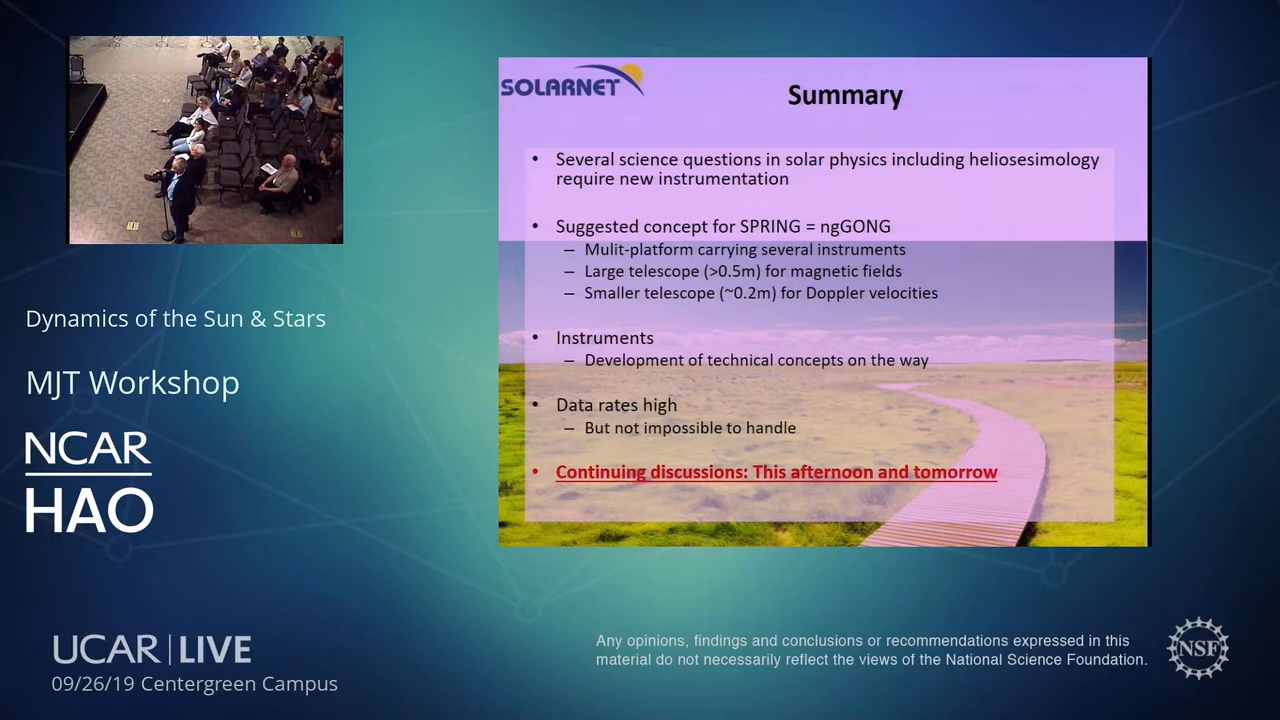 SOLARNET
Summary
• Several science questions in solar physics including heliosesimology
require new instrumentation
• Suggested concept for SPRING = ngGONG
– Mulit-platform carrying several instruments
– Large telescope (>0.5m) for magnetic fields
– Smaller telescope (~0.2m) for Doppler velocities
• Instruments
– Development of technical concepts on the way
• Data rates high
– But not impossible to handle
• Continuing discussions: This afternoon and tomorrow
Dynamics of the Sun & Stars
MJT Workshop
NCAR
HAO
UCAR | LIVE
09/26/19 Centergreen Campus
Any opinions, findings and conclusions or recommendations expressed in this
material do not necessarily reflect the views of the National Science Foundation.
NSF